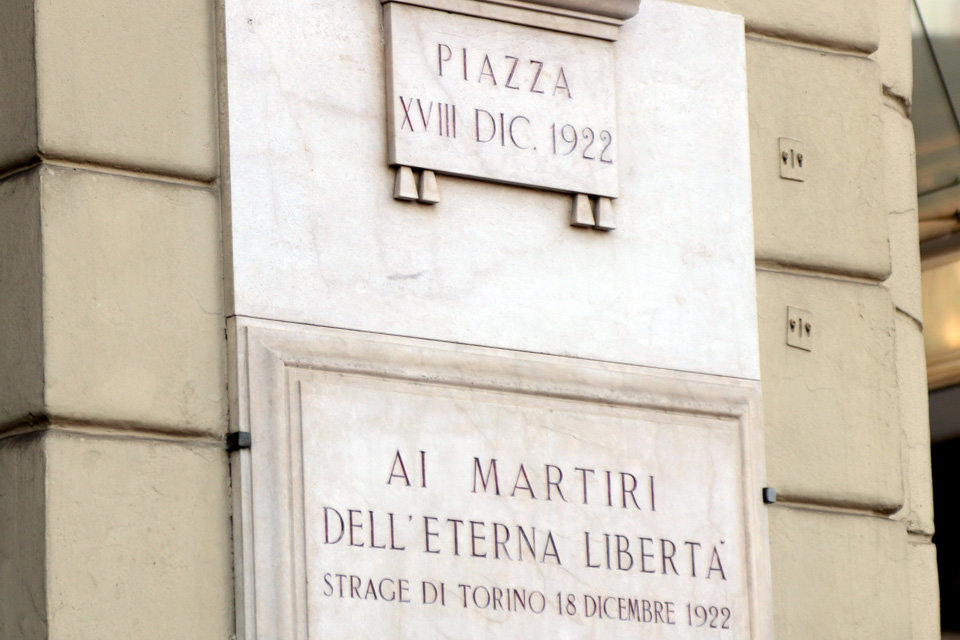 PIAZZA
XVIII DIC. 1922
AI MARTIRI
DELL'ETERNA LIBERTÀ
STRAGE DI TORINO 18 DICEMBRE 1922